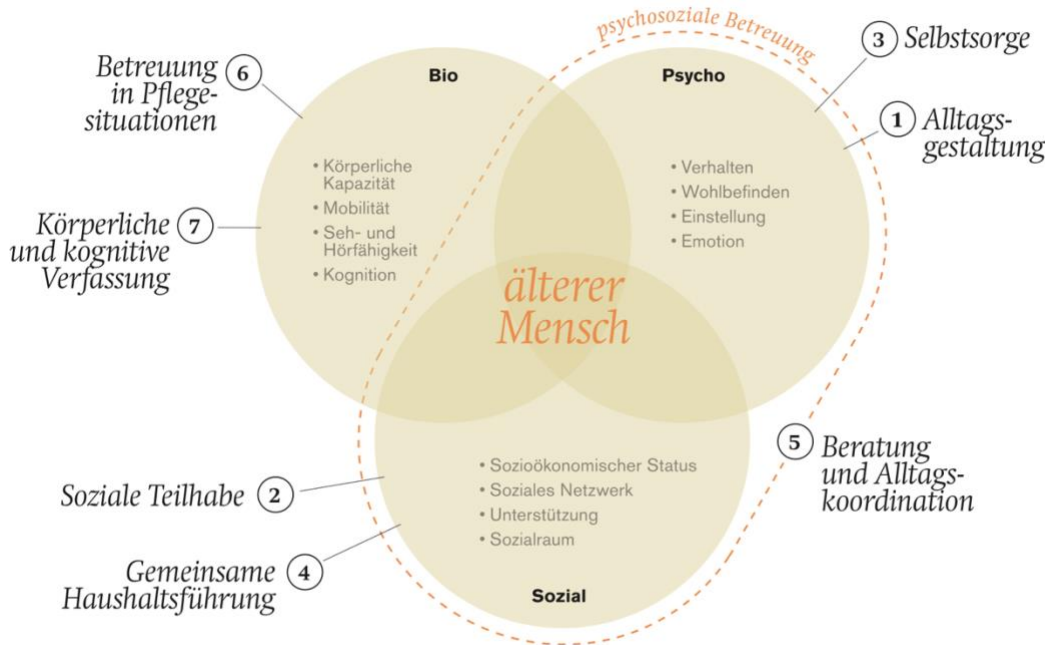 psychosoziale Betreuung
6 Betreuung
in Pflege-
situationen
Bio
Psycho
3 Selbstsorge
1 Alltags-
gestaltung
• Körperliche
Kapazität
• Mobilität
• Seh- und
Hörfähigkeit
• Kognition
• Verhalten
• Wohlbefinden
• Einstellung
• Emotion
7 Körperliche
und kognitive
Verfassung
älterer
Mensch
5 Beratung
und Alltags-
koordination
• Sozioökonomischer Status
• Soziales Netzwerk
• Unterstützung
• Sozialraum
Soziale Teilhabe 2
Gemeinsame 4
Haushaltsführung
Sozial